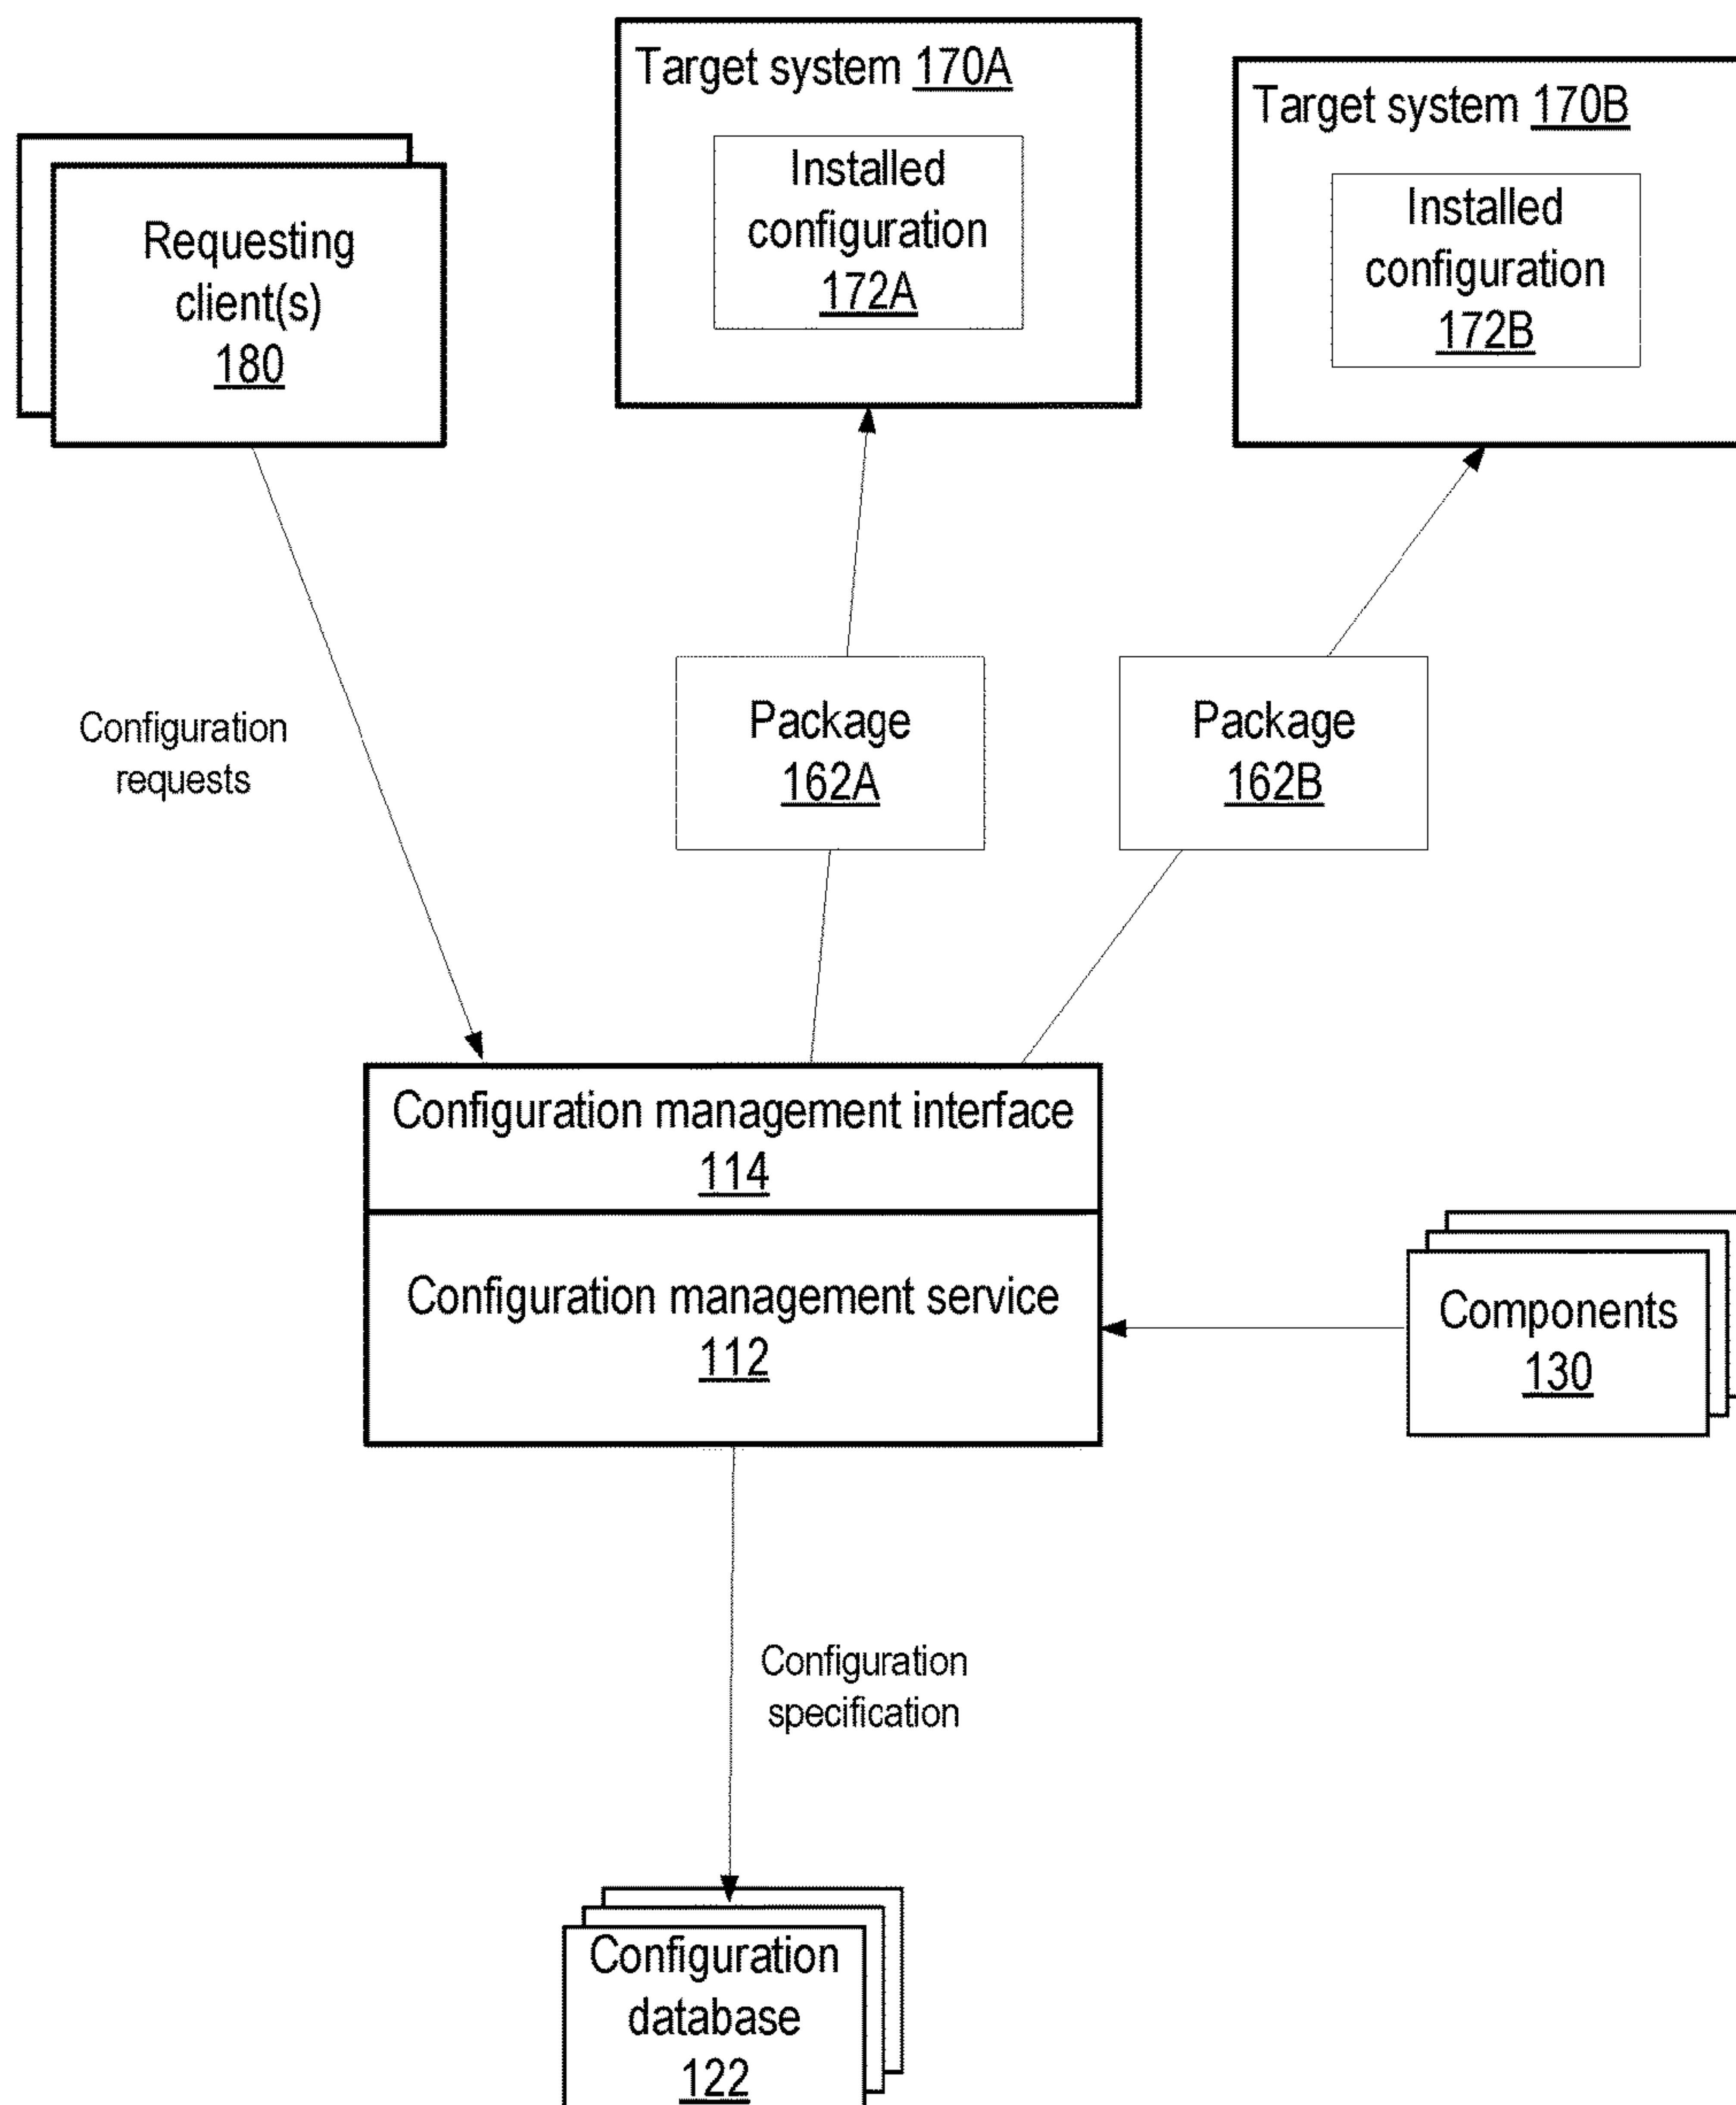 Target system 170A
Installed
configuration
172A
Target system 170B
Installed
configuration
172B
Requesting
client(s)
180
Configuration
requests
Package
162A
Package
162B
Configuration management interface
114
Configuration management service
112
Components
130
Configuration
specification
Configuration
database
122